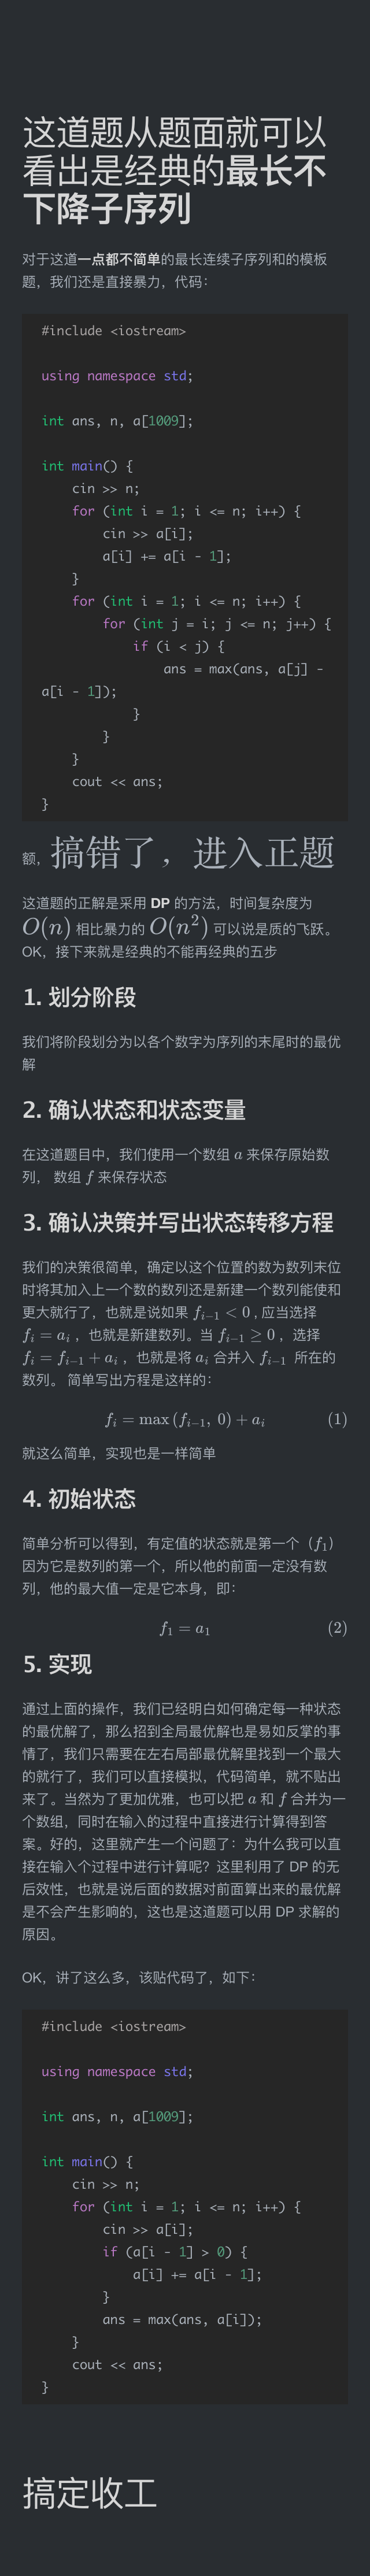 这道题从题面就可以
看出是经典的最长不
下降子序列
对于这道一点都不简单的最长连续子序列和的模板
题，我们还是直接暴力，代码：
#include <iostream>
using namespace std;
int ans, n, a[1009];
int main() {
cin >> n;
for (int i = 1; i <= n; i++) {
cin >> a[i];
a[i] += a[i - 1];
}
for (int i = 1; i <= n; i++) {
for (int j = i; j <= n; j++) {
if (i < j) {
ans = max(ans, a[j] -
a[i - 1]);
}
}
}
cout << ans;
}
额，搞错了，进入正题
这道题的正解是采用 DP 的方法，时间复杂度为
O(n) 相比暴力的 O(n²) 可以说是质的飞跃。
OK，接下来就是经典的不能再经典的五步
1. 划分阶段
我们将阶段划分为以各个数字为序列的末尾时的最优
解
2. 确认状态和状态变量
在这道题目中，我们使用一个数组 a 来保存原始数
列， 数组 f 来保存状态
3. 确认决策并写出状态转移方程
我们的决策很简单，确定以这个位置的数为数列末位
时将其加入上一个数的数列还是新建一个数列能使和
更大就行了，也就是说如果 fᵢ₋₁ < 0 , 应当选择
fᵢ = aᵢ ，也就是新建数列。当 fᵢ₋₁ ≥ 0 ，选择
fᵢ = fᵢ₋₁ + aᵢ ，也就是将 aᵢ 合并入 fᵢ₋₁ 所在的
数列。 简单写出方程是这样的：
fᵢ = max (fᵢ₋₁, 0) + aᵢ (1)
就这么简单，实现也是一样简单
4. 初始状态
简单分析可以得到，有定值的状态就是第一个（f₁）
因为它是数列的第一个，所以他的前面一定没有数
列，他的最大值一定是它本身，即：
f₁ = a₁ (2)
5. 实现
通过上面的操作，我们已经明白如何确定每一种状态
的最优解了，那么招到全局最优解也是易如反掌的事
情了，我们只需要在左右局部最优解里找到一个最大
的就行了，我们可以直接模拟，代码简单，就不贴出
来了。当然为了更加优雅，也可以把 a 和 f 合并为一
个数组，同时在输入的过程中直接进行计算得到答
案。好的，这里就产生一个问题了：为什么我可以直
接在输入个过程中进行计算呢？这里利用了 DP 的无
后效性，也就是说后面的数据对前面算出来的最优解
是不会产生影响的，这也是这道题可以用 DP 求解的
原因。
OK，讲了这么多，该贴代码了，如下：
#include <iostream>
using namespace std;
int ans, n, a[1009];
int main() {
cin >> n;
for (int i = 1; i <= n; i++) {
cin >> a[i];
if (a[i - 1] > 0) {
a[i] += a[i - 1];
}
ans = max(ans, a[i]);
}
cout << ans;
}
搞定收工